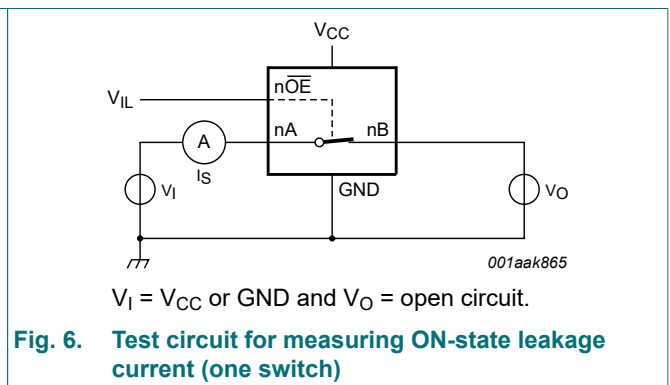 VCC
nOE
VIL
nA
nB
A
IS
VI
GND
VO
001aak865
VI = VCC or GND and VO = open circuit.
Fig. 6. Test circuit for measuring ON-state leakage
current (one switch)